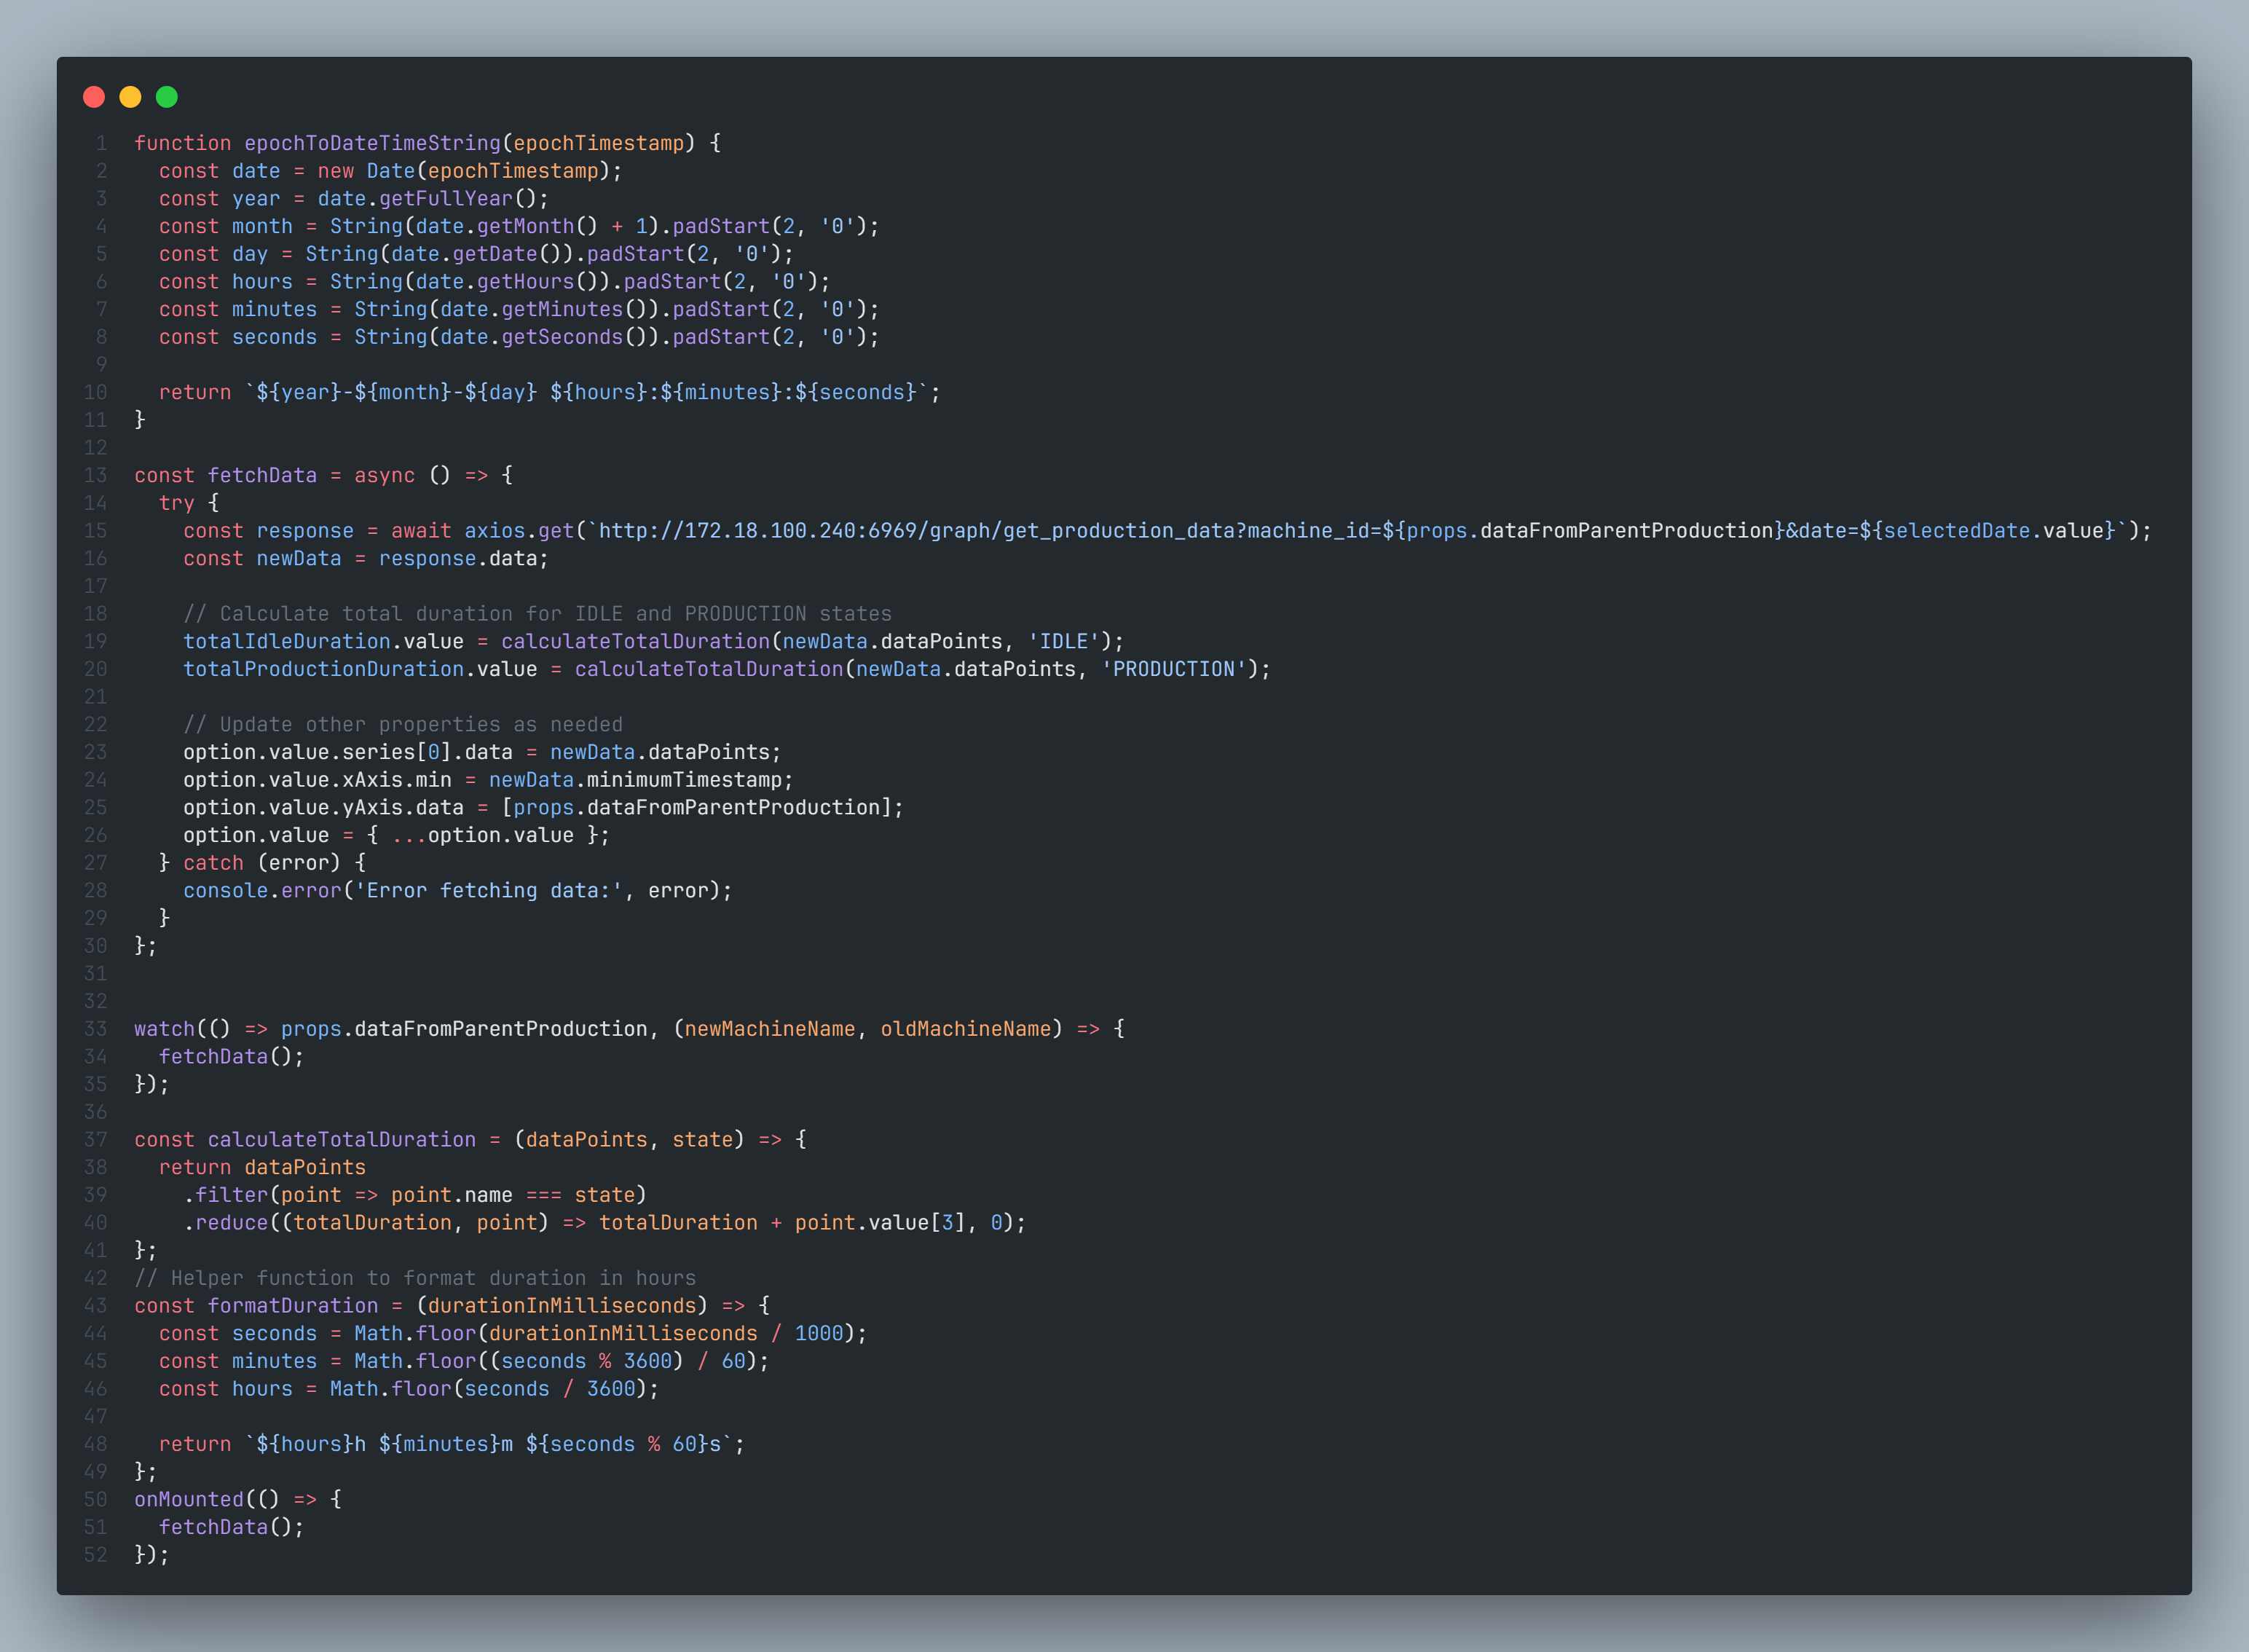 1 function epochToDateTimeString(epochTimestamp) {
2   const date = new Date(epochTimestamp);
3   const year = date.getFullYear();
4   const month = String(date.getMonth() + 1).padStart(2, '0');
5   const day = String(date.getDate()).padStart(2, '0');
6   const hours = String(date.getHours()).padStart(2, '0');
7   const minutes = String(date.getMinutes()).padStart(2, '0');
8   const seconds = String(date.getSeconds()).padStart(2, '0');
9
10   return `${year}-${month}-${day} ${hours}:${minutes}:${seconds}`;
11 }
12
13 const fetchData = async () => {
14   try {
15     const response = await axios.get(`http://172.18.100.240:6969/graph/get_production_data?machine_id=${props.dataFromParentProduction}&date=${selectedDate.value}`);
16     const newData = response.data;
17
18     // Calculate total duration for IDLE and PRODUCTION states
19     totalIdleDuration.value = calculateTotalDuration(newData.dataPoints, 'IDLE');
20     totalProductionDuration.value = calculateTotalDuration(newData.dataPoints, 'PRODUCTION');
21
22     // Update other properties as needed
23     option.value.series[0].data = newData.dataPoints;
24     option.value.xAxis.min = newData.minimumTimestamp;
25     option.value.yAxis.data = [props.dataFromParentProduction];
26     option.value = { ...option.value };
27   } catch (error) {
28     console.error('Error fetching data:', error);
29   }
30 };
31
32
33 watch(() => props.dataFromParentProduction, (newMachineName, oldMachineName) => {
34   fetchData();
35 });
36
37 const calculateTotalDuration = (dataPoints, state) => {
38   return dataPoints
39     .filter(point => point.name === state)
40     .reduce((totalDuration, point) => totalDuration + point.value[3], 0);
41 };
42 // Helper function to format duration in hours
43 const formatDuration = (durationInMilliseconds) => {
44   const seconds = Math.floor(durationInMilliseconds / 1000);
45   const minutes = Math.floor((seconds % 3600) / 60);
46   const hours = Math.floor(seconds / 3600);
47
48   return `${hours}h ${minutes}m ${seconds % 60}s`;
49 };
50 onMounted(() => {
51   fetchData();
52 });